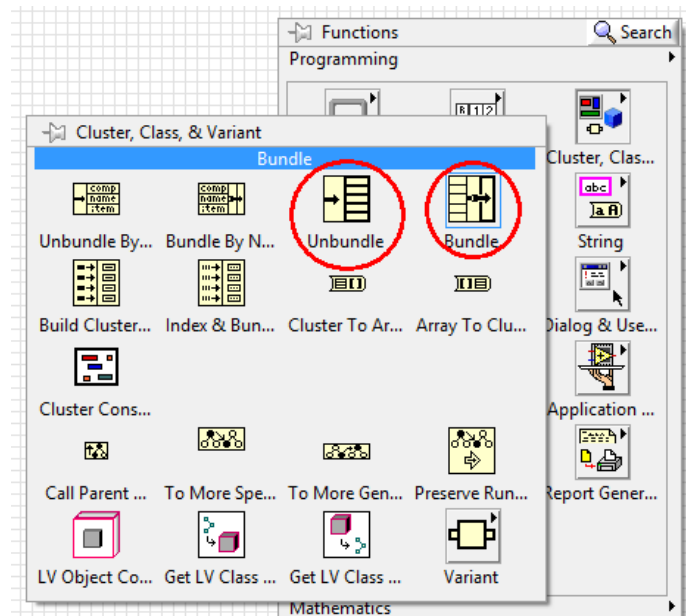 Functions
Search
Programming
Cluster, Class, & Variant
Bundle
Cluster, Clas...
Unbundle By...
Bundle By N...
Unbundle
Bundle
String
Build Cluster...
Index & Bun...
Cluster To Ar...
Array To Clu...
Dialog & Use...
Cluster Cons...
Application ...
Call Parent ...
To More Spe...
To More Gen...
Preserve Run...
Report Gener...
LV Object Co...
Get LV Class ...
Get LV Class ...
Variant
Mathematics